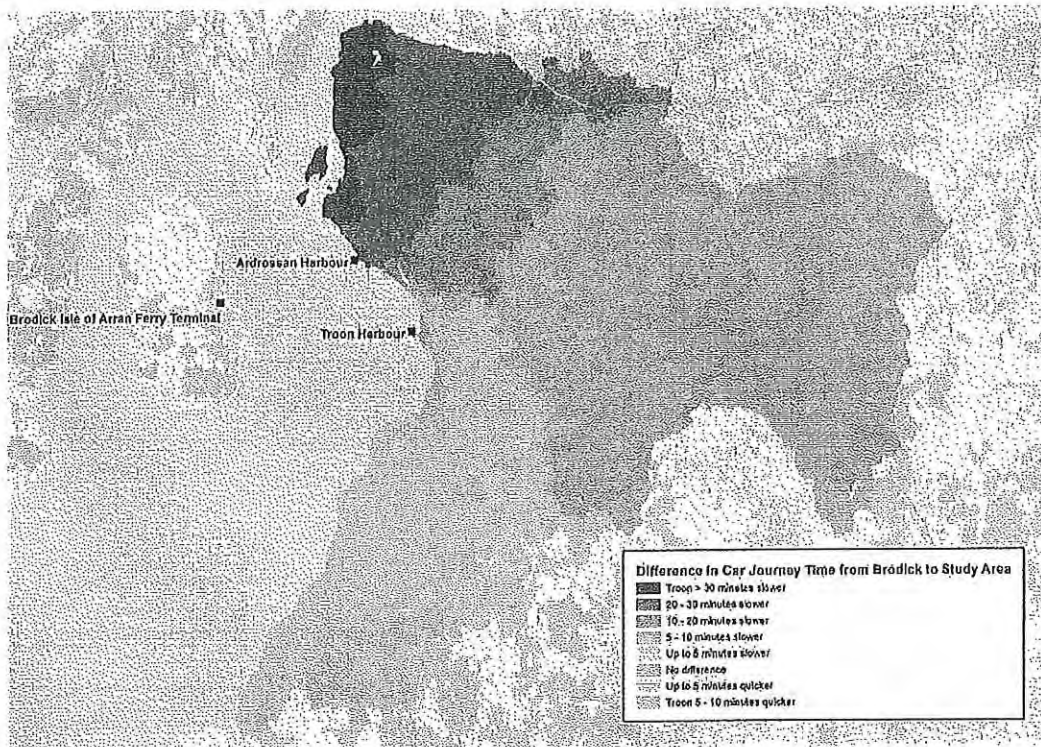 Ardrossan Harbour
Brodick Isle of Arran Ferry Terminal
Troon Harbour
Difference in Car Journey Time from Brodick to Study Area
Troon > 30 minutes slower
20 - 30 minutes slower
10 - 20 minutes slower
5 - 10 minutes slower
Up to 5 minutes slower
No difference
Up to 5 minutes quicker
Troon 5 - 10 minutes quicker